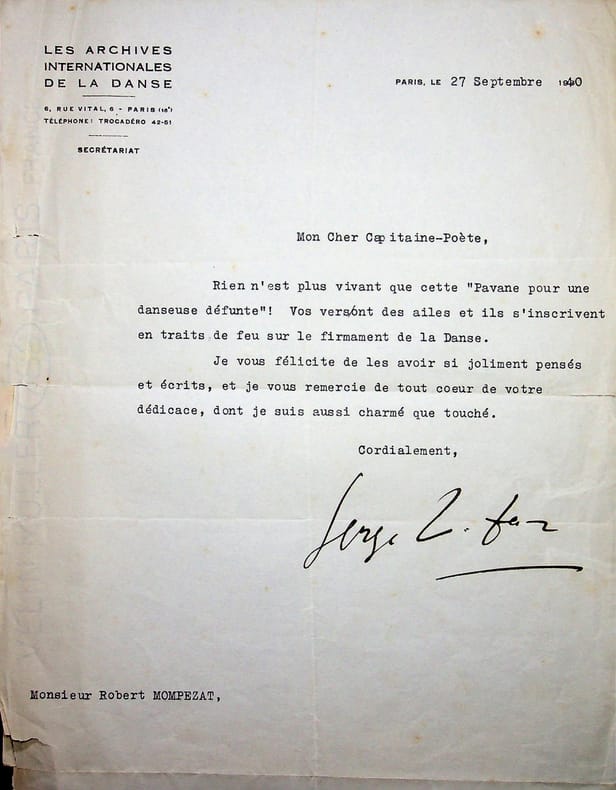 LES ARCHIVES
INTERNATIONALES
DE LA DANSE
6, RUE VITAL, 6 - PARIS (16e)
TÉLÉPHONE: TROCADÉRO 42-51
SECRÉTARIAT
PARIS, LE 27 Septembre 1940
Mon Cher Capitaine-Poète,
Rien n'est plus vivant que cette "Pavane pour une
danseuse défunte"! Vos vers ont des ailes et ils s'inscrivent
en traits de feu sur le firmament de la Danse.
Je vous félicite de les avoir si joliment pensés
et écrits, et je vous remercie de tout coeur de votre
dédicace, dont je suis aussi charmé que touché.
Cordialement,
Serge Lifar
Monsieur Robert MOMPEZAT,